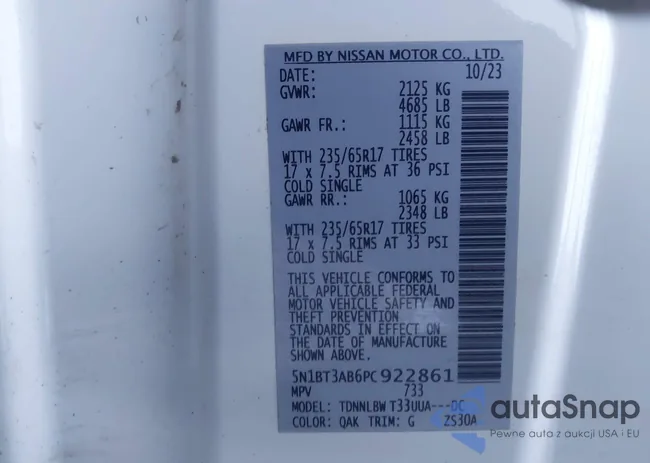 MFD BY NISSAN MOTOR CO., LTD.
DATE: 10/23
GVWR: 2125 KG
4685 LB
GAWR FR.: 1115 KG
2458 LB
WITH 235/65R17 TIRES
17 x 7.5 RIMS AT 36 PSI
COLD SINGLE
GAWR RR.: 1065 KG
2348 LB
WITH 235/65R17 TIRES
17 x 7.5 RIMS AT 33 PSI
COLD SINGLE
THIS VEHICLE CONFORMS TO
ALL APPLICABLE FEDERAL
MOTOR VEHICLE SAFETY AND
THEFT PREVENTION
STANDARDS IN EFFECT ON
THE DATE OF MANUFACTURE
SHOWN ABOVE.
5N1BT3AB6PC922861
MPV 733
MODEL: TDNNLBW T33UUA---DC
COLOR: QAK TRIM: G ZS30A
autoSnap
Pewne auta z aukcji USA i EU